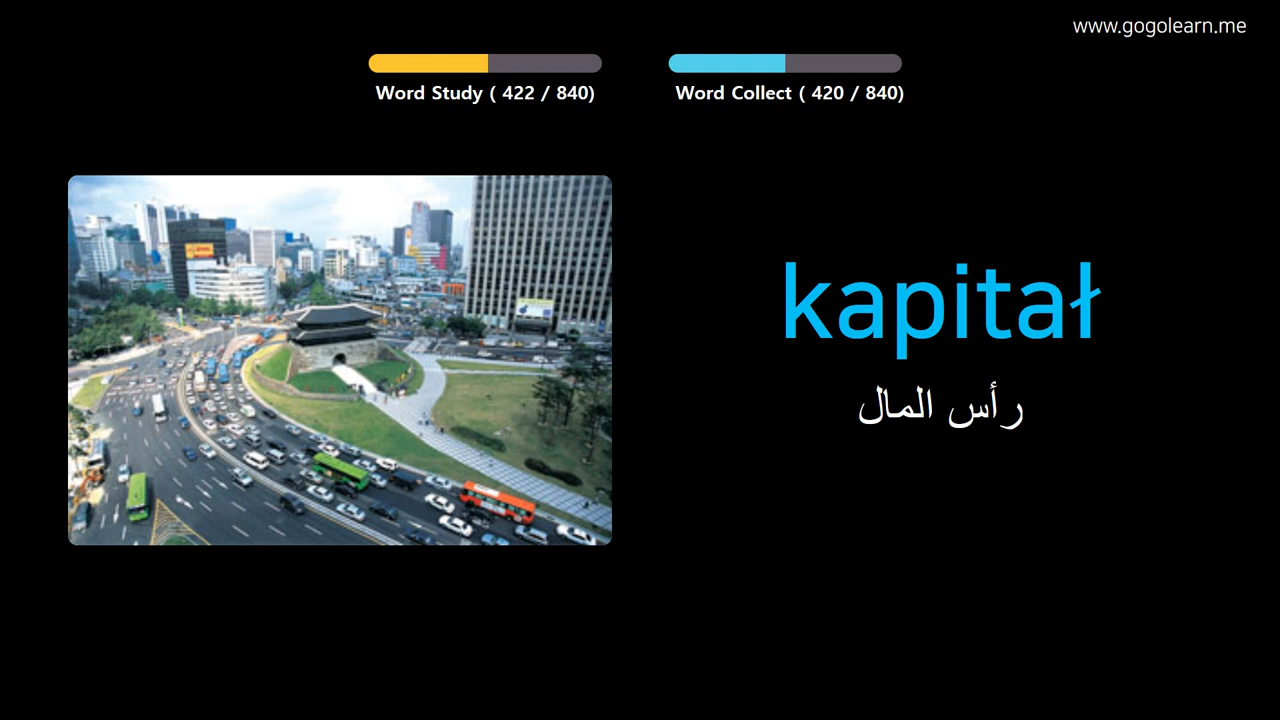 www.gogolearn.me
Word Study ( 422 / 840)
Word Collect ( 420 / 840)
kapitał
رأس المال